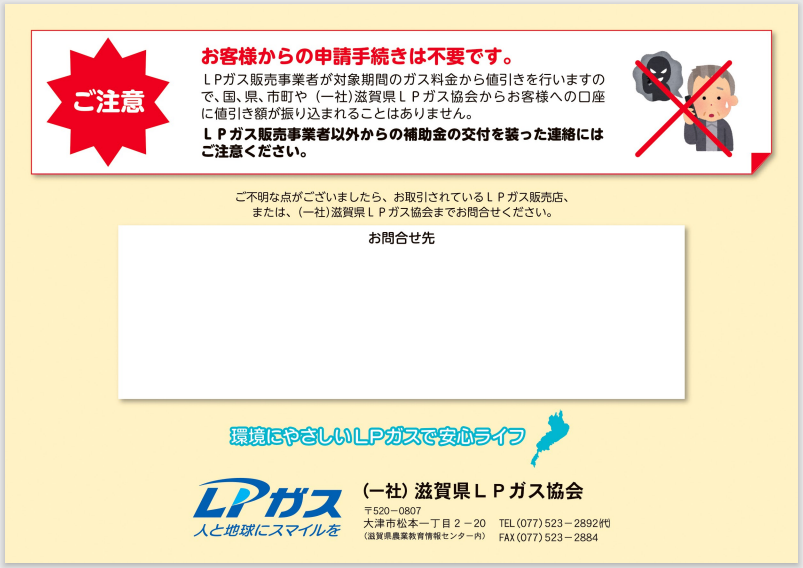 ご注意
お客様からの申請手続きは不要です。
ＬＰガス販売事業者が対象期間のガス料金から値引きを行いますの
で、国、県、市町や（一社）滋賀県ＬＰガス協会からお客様への口座
に値引き額が振り込まれることはありません。
ＬＰガス販売事業者以外からの補助金の交付を装った連絡には
ご注意ください。
ご不明な点がございましたら、お取引されているＬＰガス販売店、
または、（一社）滋賀県ＬＰガス協会までお問合せください。
お問合せ先
環境にやさしいＬＰガスで安心ライフ
LPガス
人と地球にスマイルを
（一社）滋賀県ＬＰガス協会
〒520－0807
大津市松本一丁目２－20　TEL(077)523－2892㈹
（滋賀県農業教育情報センター内）　FAX(077)523－2884